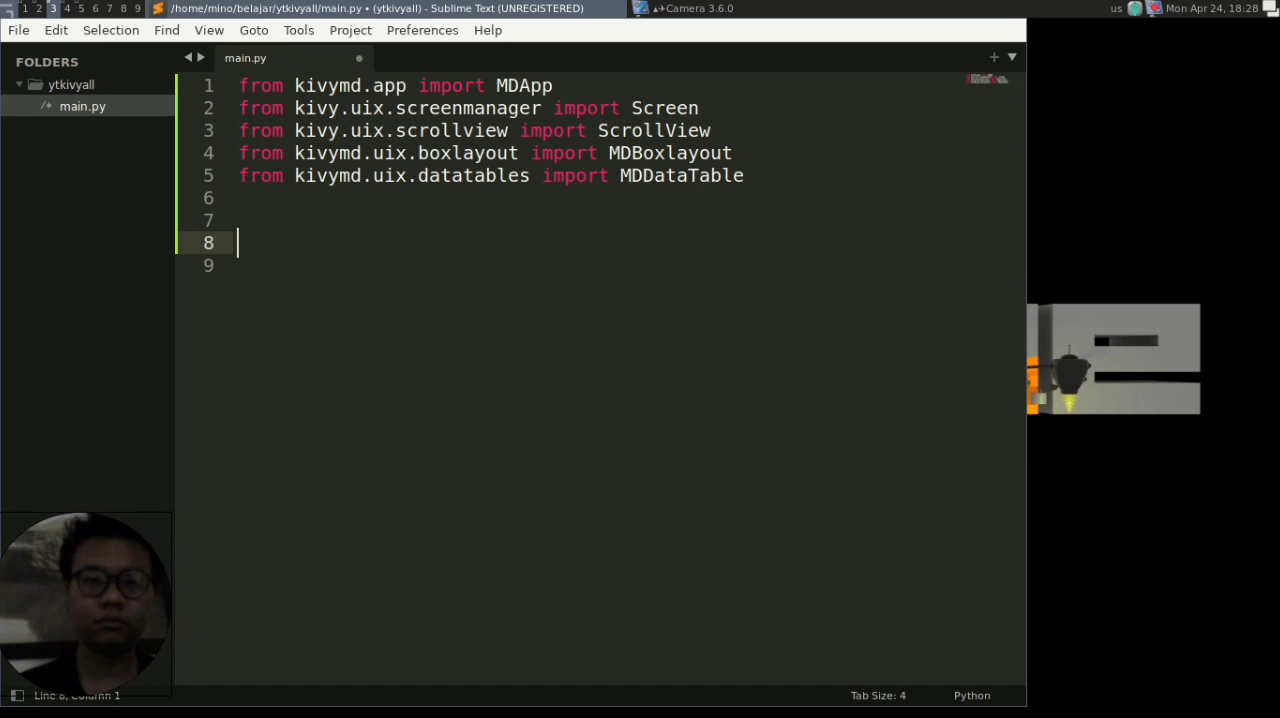 1 2 3 4 5 6 7 8 9 /home/mino/belajar/ytkivyall/main.py • (ytkivyall) - Sublime Text (UNREGISTERED) Camera 3.6.0 us Mon Apr 24, 18:28
File Edit Selection Find View Goto Tools Project Preferences Help
FOLDERS
ytkivyall
/* main.py
main.py
1 from kivymd.app import MDApp
2 from kivy.uix.screenmanager import Screen
3 from kivy.uix.scrollview import ScrollView
4 from kivymd.uix.boxlayout import MDBoxlayout
5 from kivymd.uix.datatables import MDDataTable
6
7
8
9
Line 8, Column 1 Tab Size: 4 Python